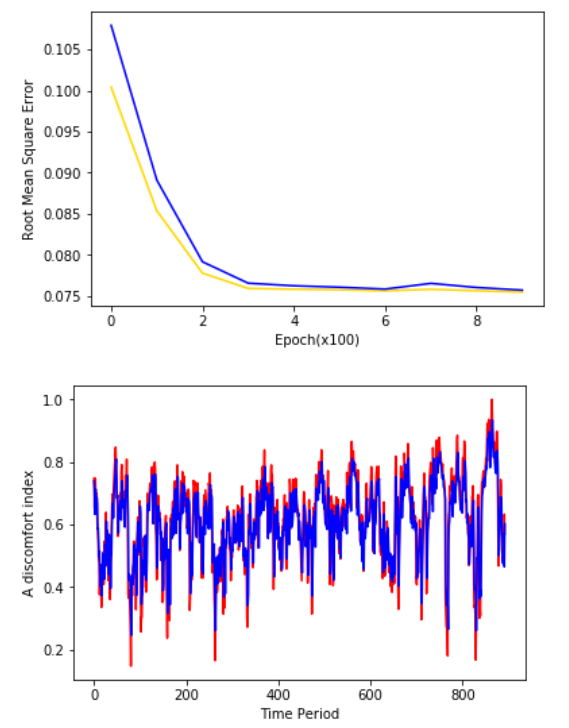 0.105
0.100
0.095
0.090
0.085
0.080
0.075
Root Mean Square Error
0 2 4 6 8
Epoch(x100)
1.0
0.8
0.6
0.4
0.2
A discomfort index
0 200 400 600 800
Time Period